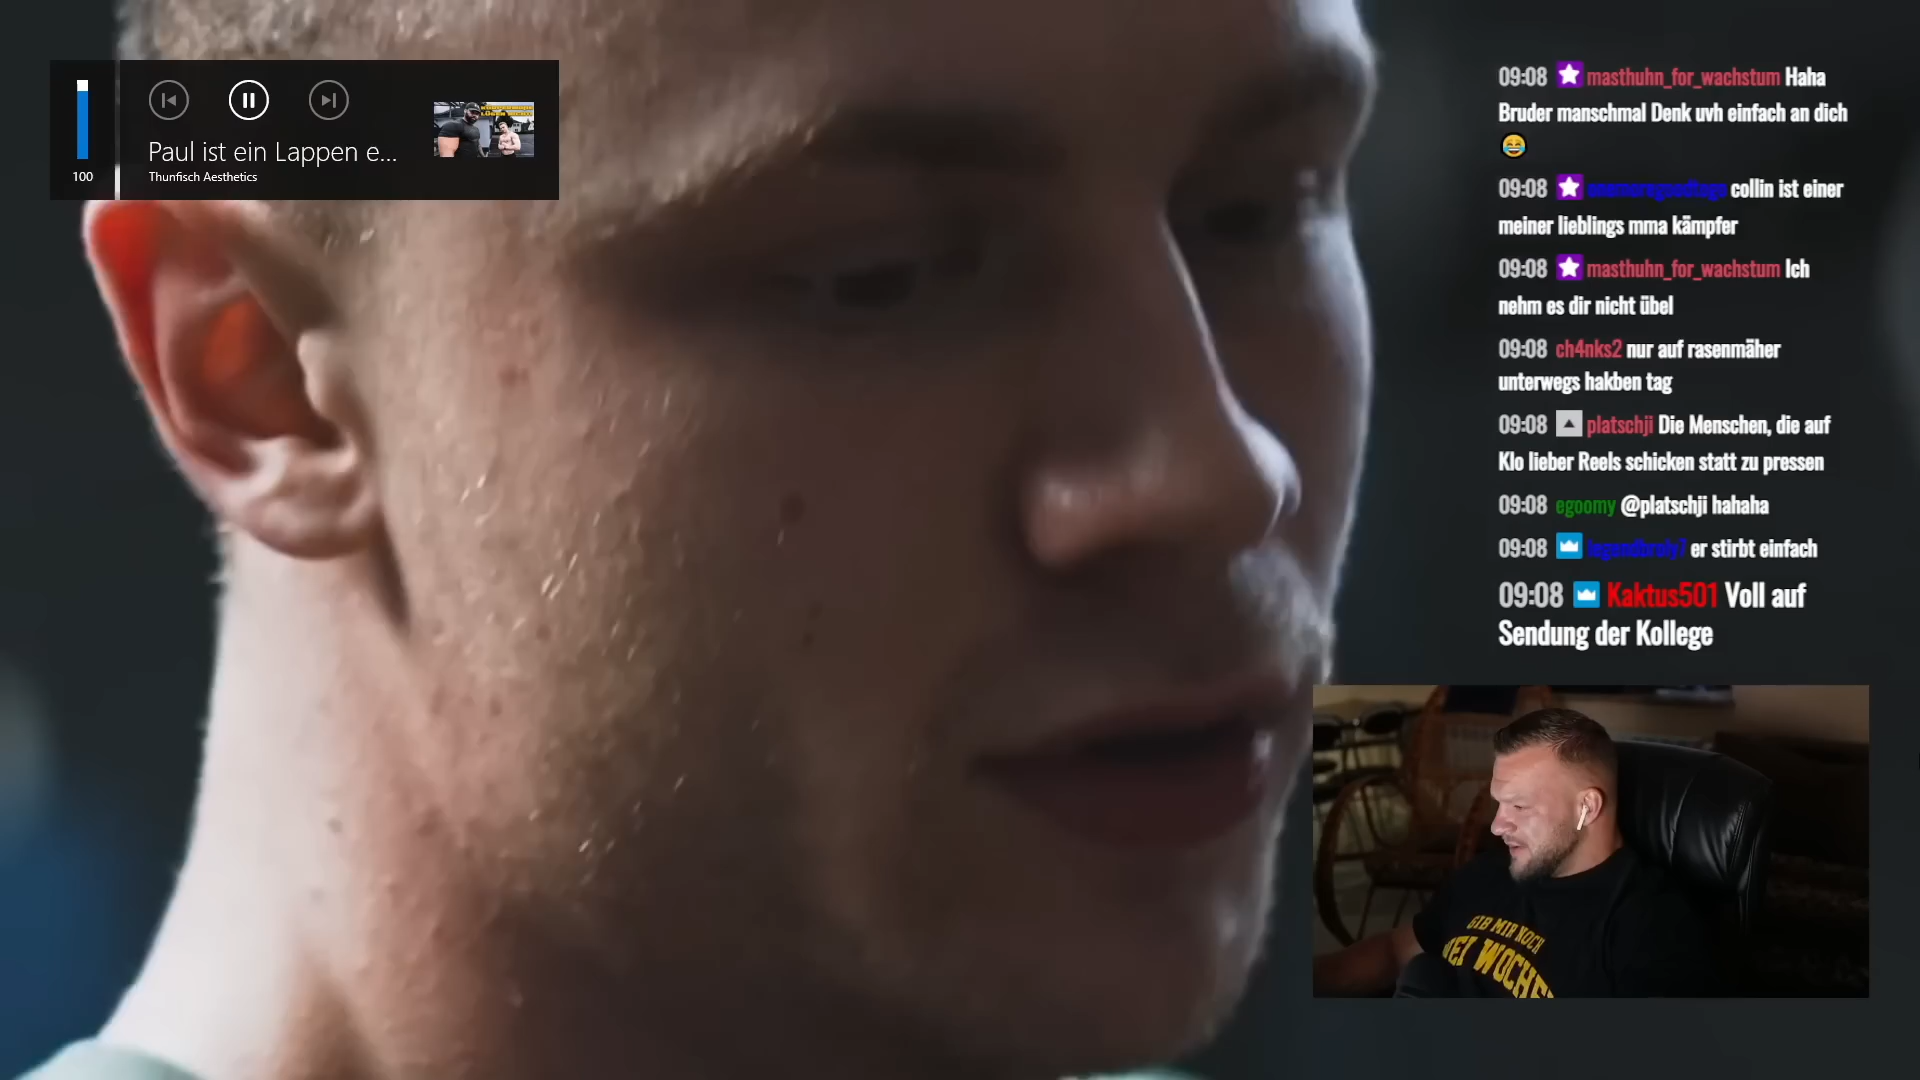 100
Paul ist ein Lappen e...
Thunfisch Aesthetics
09:08 masthuhn_for_wachstum Haha
Bruder manschmal Denk uvh einfach an dich
😂
09:08 collin ist einer
meiner lieblings mma kämpfer
09:08 masthuhn_for_wachstum Ich
nehm es dir nicht übel
09:08 ch4nks2 nur auf rasenmäher
unterwegs hakben tag
09:08 platschji Die Menschen, die auf
Klo lieber Reels schicken statt zu pressen
09:08 egoomy @platschji hahaha
09:08 legendbroly7 er stirbt einfach
09:08 Kaktus501 Voll auf
Sendung der Kollege
GIB MIR NOCH